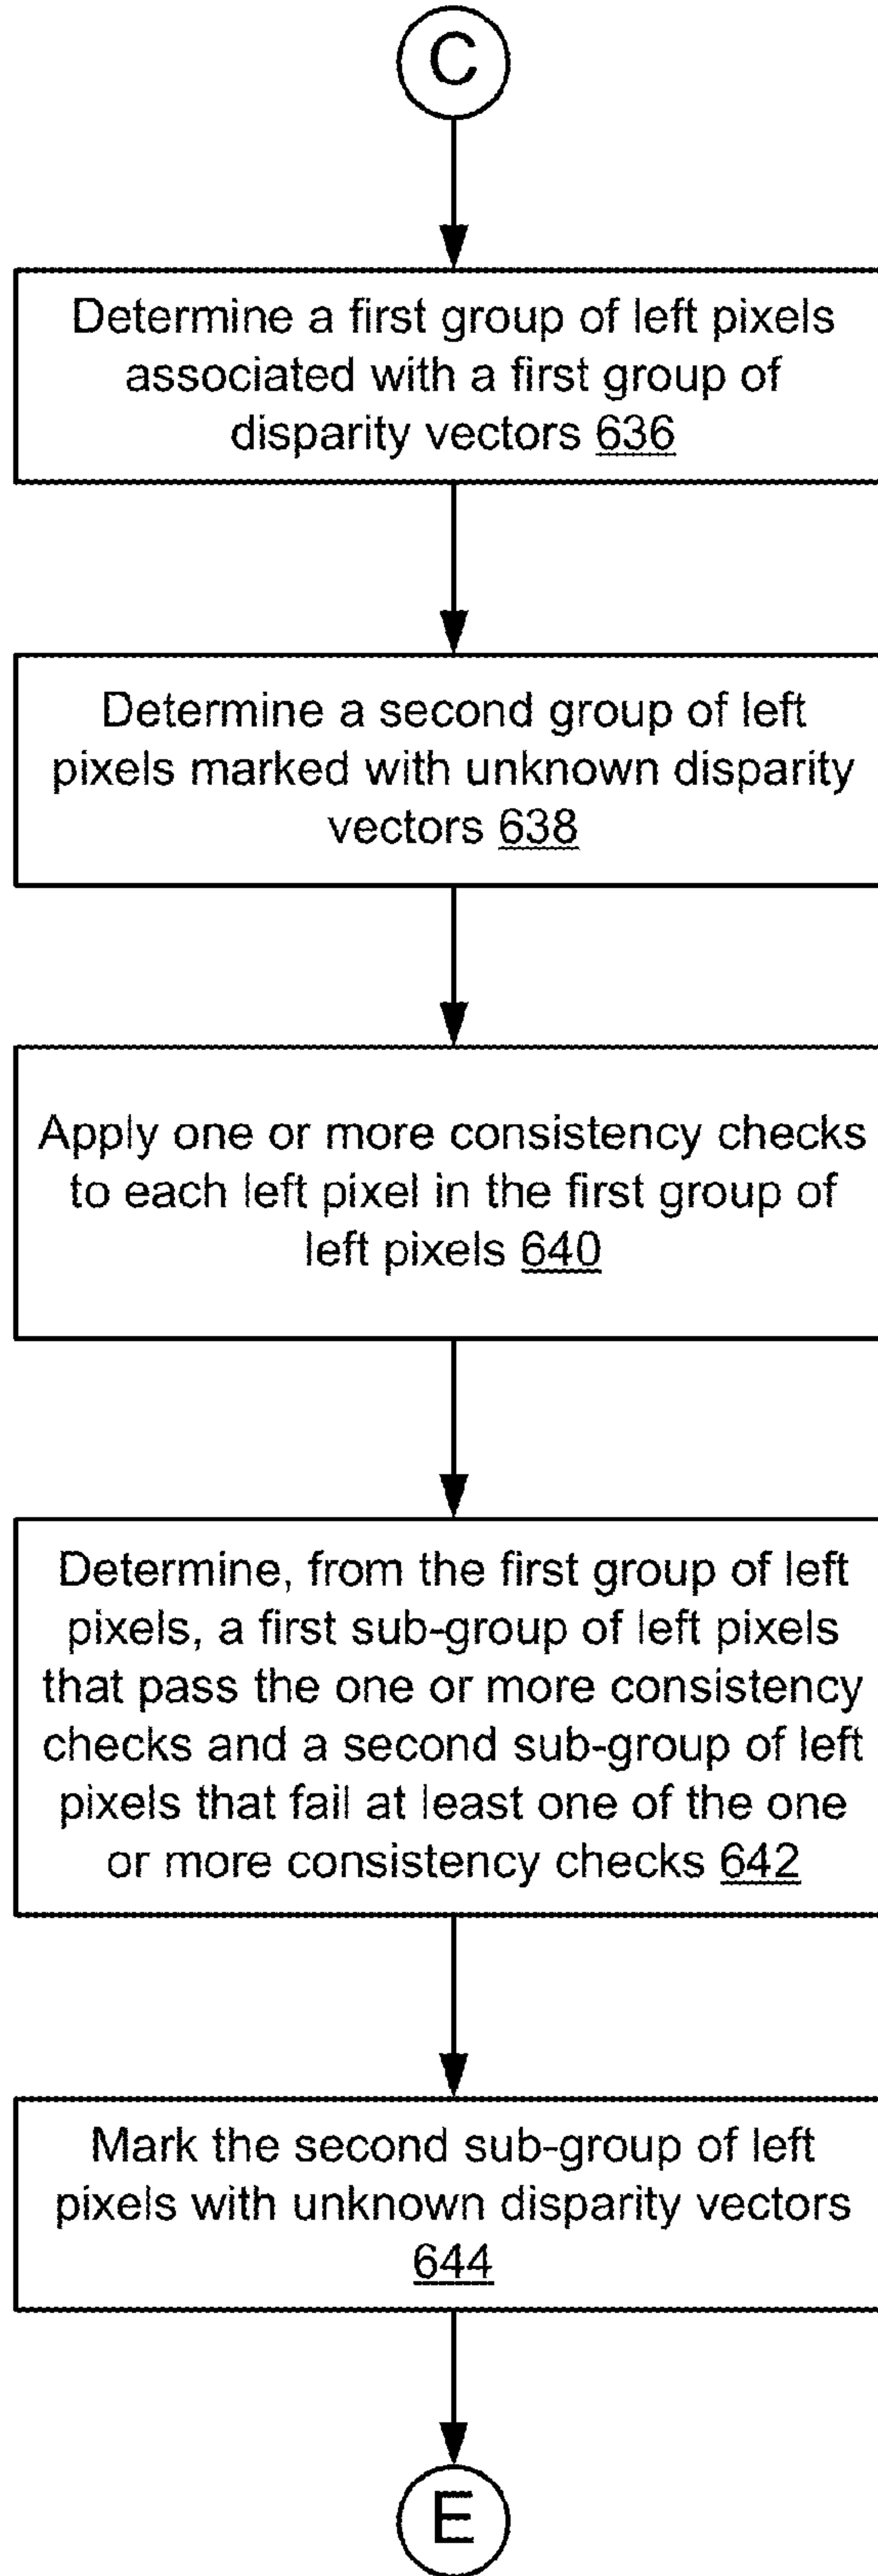 C
Determine a first group of left pixels
associated with a first group of
disparity vectors 636
Determine a second group of left
pixels marked with unknown disparity
vectors 638
Apply one or more consistency checks
to each left pixel in the first group of
left pixels 640
Determine, from the first group of left
pixels, a first sub-group of left pixels
that pass the one or more consistency
checks and a second sub-group of left
pixels that fail at least one of the one
or more consistency checks 642
Mark the second sub-group of left
pixels with unknown disparity vectors
644
E